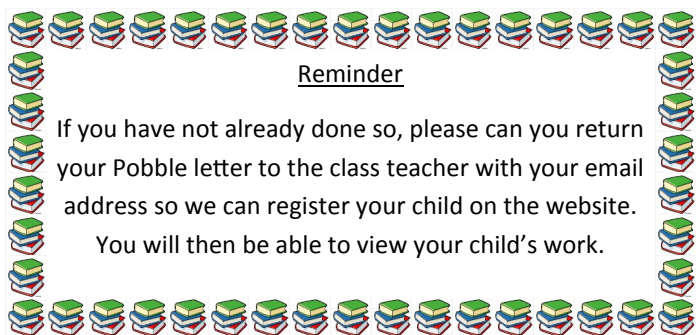 Reminder
If you have not already done so, please can you return
your Pobble letter to the class teacher with your email
address so we can register your child on the website.
You will then be able to view your child’s work.